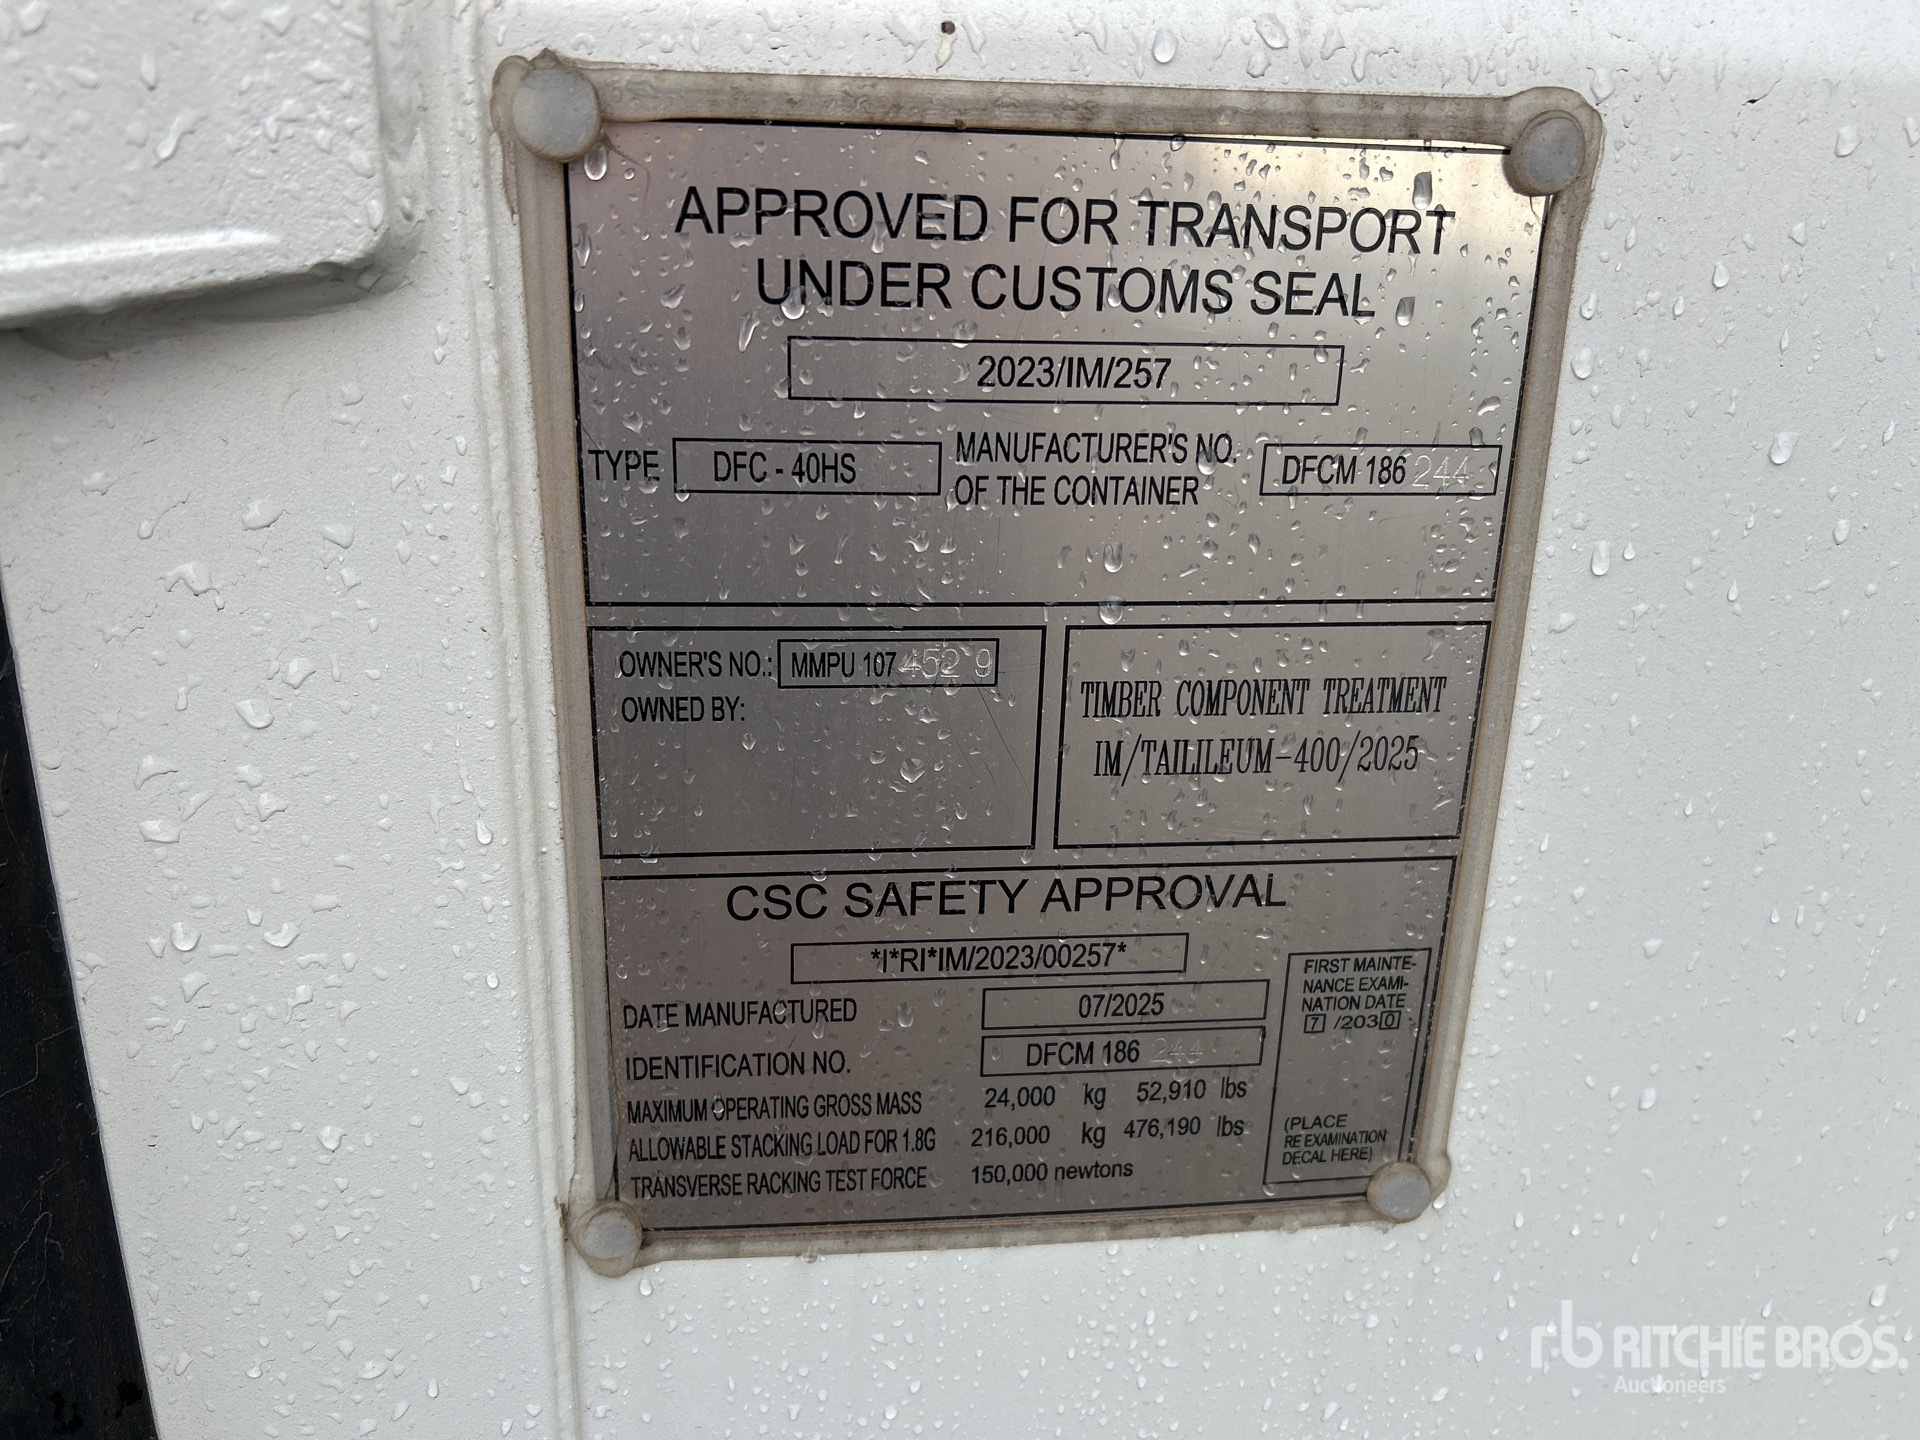 APPROVED FOR TRANSPORT
UNDER CUSTOMS SEAL
2023/IM/257
TYPE DFC - 40HS MANUFACTURER'S NO. OF THE CONTAINER DFCM 186 244
OWNER'S NO.: MMPU 107 452 9
OWNED BY:
TIMBER COMPONENT TREATMENT
IM/TAILILEUM-400/2025
CSC SAFETY APPROVAL
*I*RI*IM/2023/00257*
DATE MANUFACTURED 07/2025
IDENTIFICATION NO. DFCM 186 244
MAXIMUM OPERATING GROSS MASS 24,000 kg 52,910 lbs
ALLOWABLE STACKING LOAD FOR 1.8G 216,000 kg 476,190 lbs
TRANSVERSE RACKING TEST FORCE 150,000 newtons
FIRST MAINTE-
NANCE EXAMI-
NATION DATE
7 /2030
(PLACE
RE EXAMINATION
DECAL HERE)
rb RITCHIE BROS.
Auctioneers